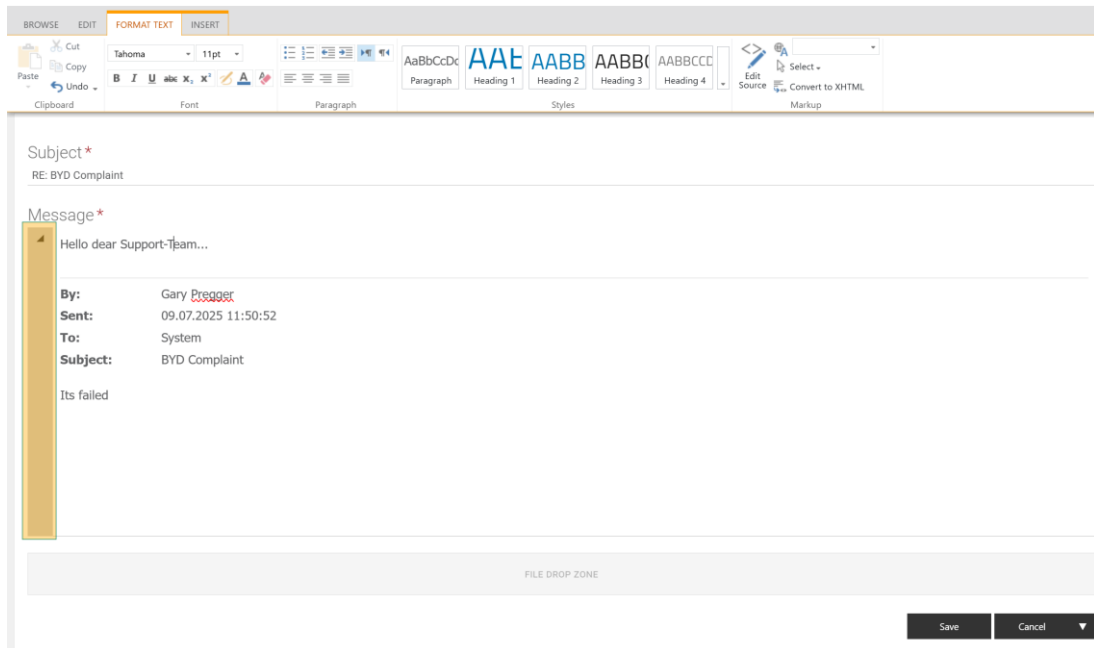 BROWSE EDIT FORMAT TEXT INSERT
Cut
Copy
Paste
Undo
Clipboard
Tahoma 11pt
B I U abc X₂ X² A
Font
Paragraph
AaBbCcDc AAE AABB AABB( AABBCCD
Paragraph Heading 1 Heading 2 Heading 3 Heading 4
Styles
Edit Source
Select
Convert to XHTML
Markup
Subject *
RE: BYD Complaint
Message *
Hello dear Support-Team...
By: Gary Pregger
Sent: 09.07.2025 11:50:52
To: System
Subject: BYD Complaint
Its failed
FILE DROP ZONE
Save Cancel